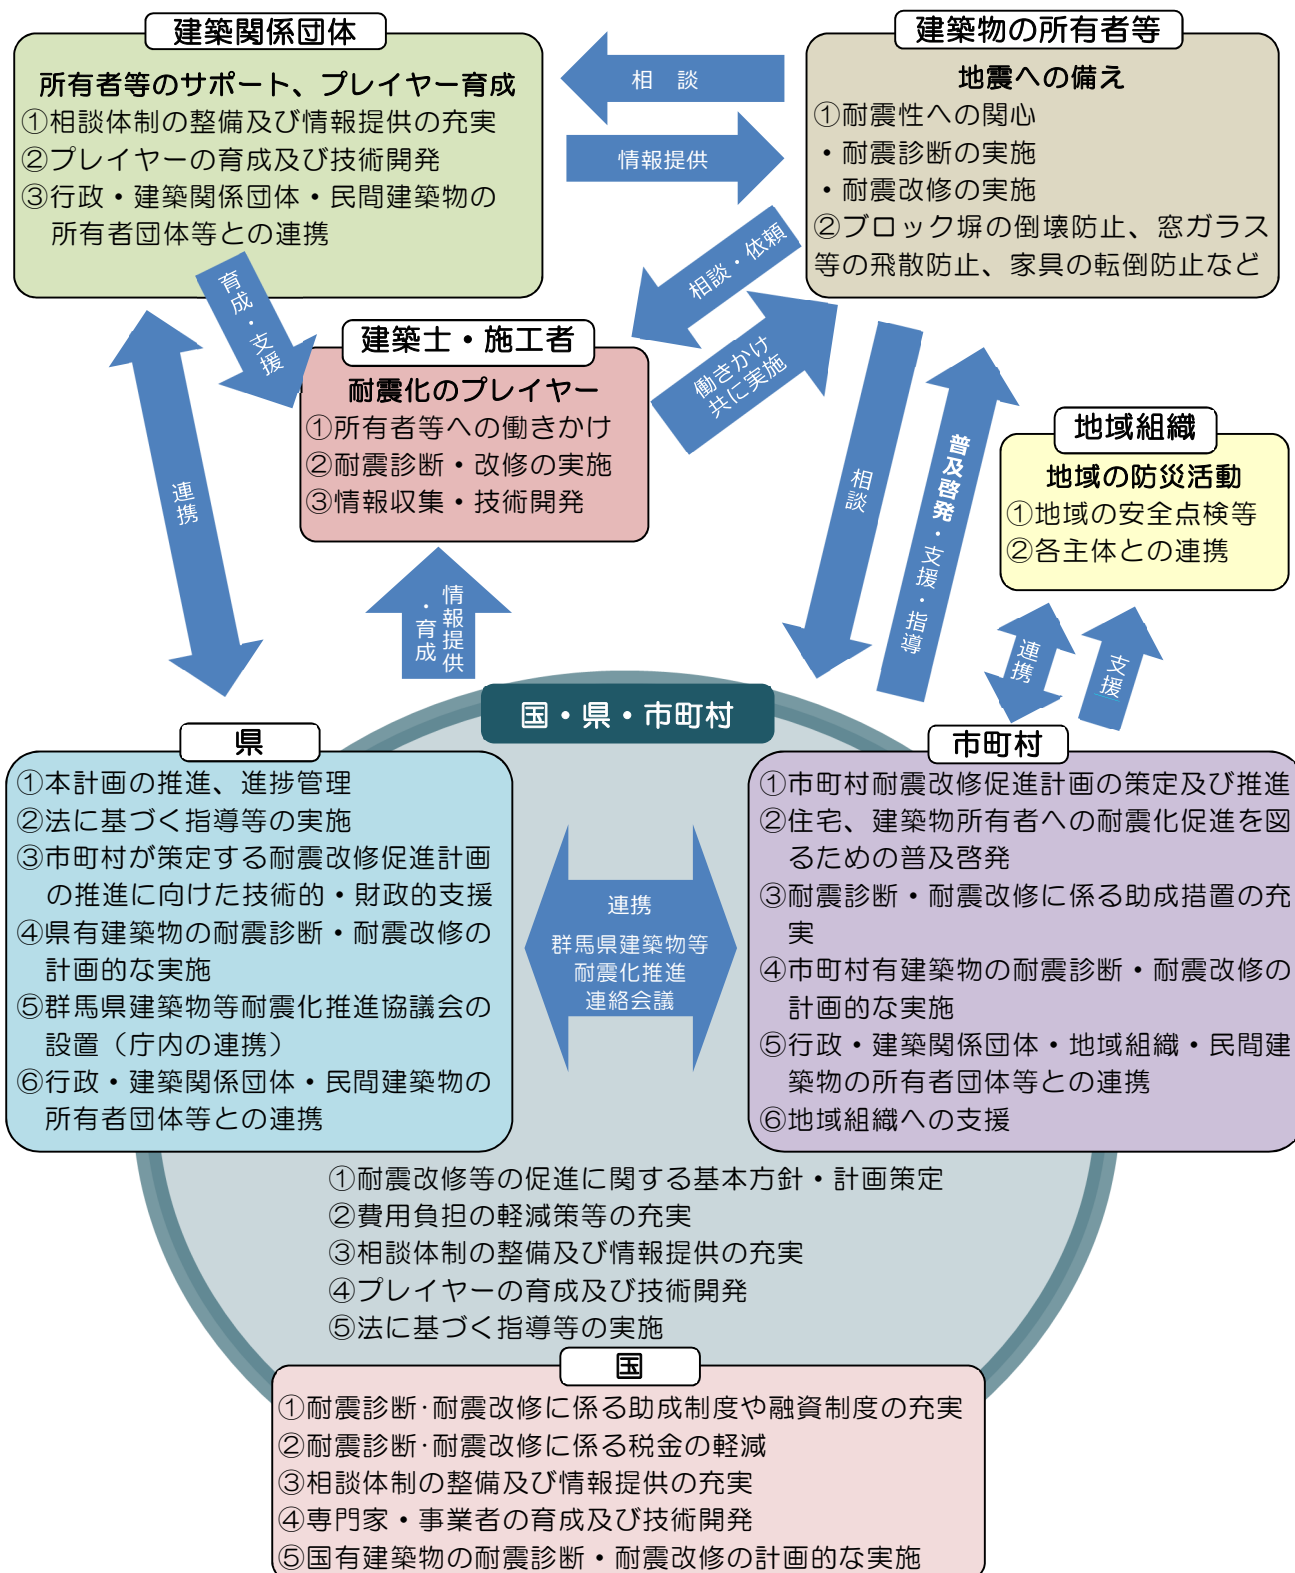 建築関係団体
所有者等のサポート、プレイヤー育成
①相談体制の整備及び情報提供の充実
②プレイヤーの育成及び技術開発
③行政・建築関係団体・民間建築物の
所有者団体等との連携
相　談
情報提供
建築物の所有者等
地震への備え
①耐震性への関心
・耐震診断の実施
・耐震改修の実施
②ブロック塀の倒壊防止、窓ガラス
等の飛散防止、家具の転倒防止など
育成・支援
相談・依頼
働きかけ
共に実施
建築士・施工者
耐震化のプレイヤー
①所有者等への働きかけ
②耐震診断・改修の実施
③情報収集・技術開発
連携
相談
普及啓発・支援・指導
地域組織
地域の防災活動
①地域の安全点検等
②各主体との連携
情報提供
・育成
連携
支援
国・県・市町村
県
①本計画の推進、進捗管理
②法に基づく指導等の実施
③市町村が策定する耐震改修促進計画
の推進に向けた技術的・財政的支援
④県有建築物の耐震診断・耐震改修の
計画的な実施
⑤群馬県建築物等耐震化推進協議会の
設置（庁内の連携）
⑥行政・建築関係団体・民間建築物の
所有者団体等との連携
連携
群馬県建築物等
耐震化推進
連絡会議
市町村
①市町村耐震改修促進計画の策定及び推進
②住宅、建築物所有者への耐震化促進を図
るための普及啓発
③耐震診断・耐震改修に係る助成措置の充
実
④市町村有建築物の耐震診断・耐震改修の
計画的な実施
⑤行政・建築関係団体・地域組織・民間建
築物の所有者団体等との連携
⑥地域組織への支援
①耐震改修等の促進に関する基本方針・計画策定
②費用負担の軽減策等の充実
③相談体制の整備及び情報提供の充実
④プレイヤーの育成及び技術開発
⑤法に基づく指導等の実施
国
①耐震診断･耐震改修に係る助成制度や融資制度の充実
②耐震診断･耐震改修に係る税金の軽減
③相談体制の整備及び情報提供の充実
④専門家・事業者の育成及び技術開発
⑤国有建築物の耐震診断・耐震改修の計画的な実施